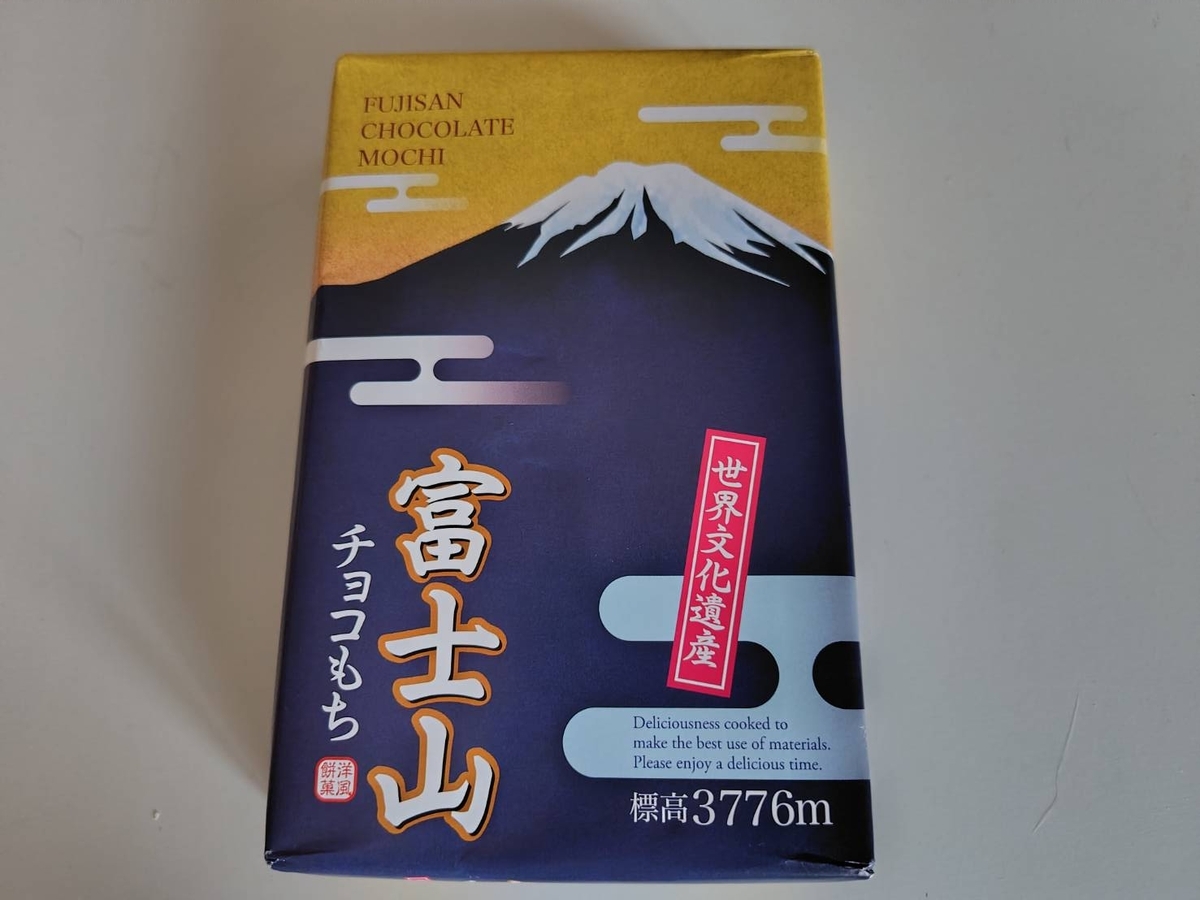 FUJISAN
CHOCOLATE
MOCHI
富士山
チョコもち
洋風
餅菓
世界文化遺産
Deliciousness cooked to
make the best use of materials.
Please enjoy a delicious time.
標高3776m